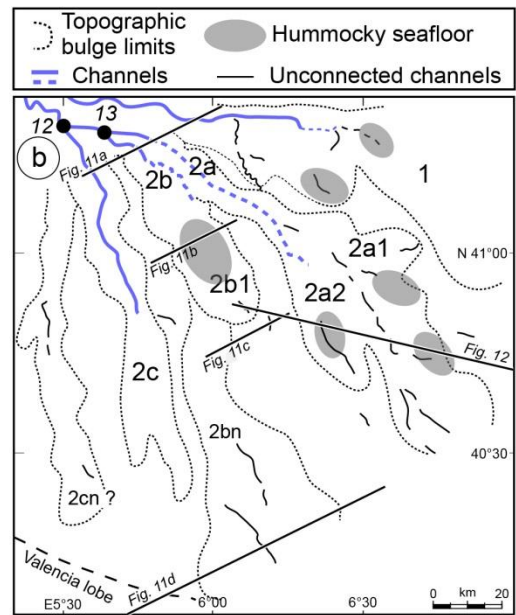 Topographic bulge limits
Hummocky seafloor
Channels
Unconnected channels
12
13
b
Fig. 11a
2a
2b
1
N 41°00
2a1
Fig. 11b
2b1
2a2
Fig. 12
Fig. 11c
2c
2bn
40°30
2cn ?
Valencia lobe
Fig. 11d
0 km 20
E5°30
6°00
6°30